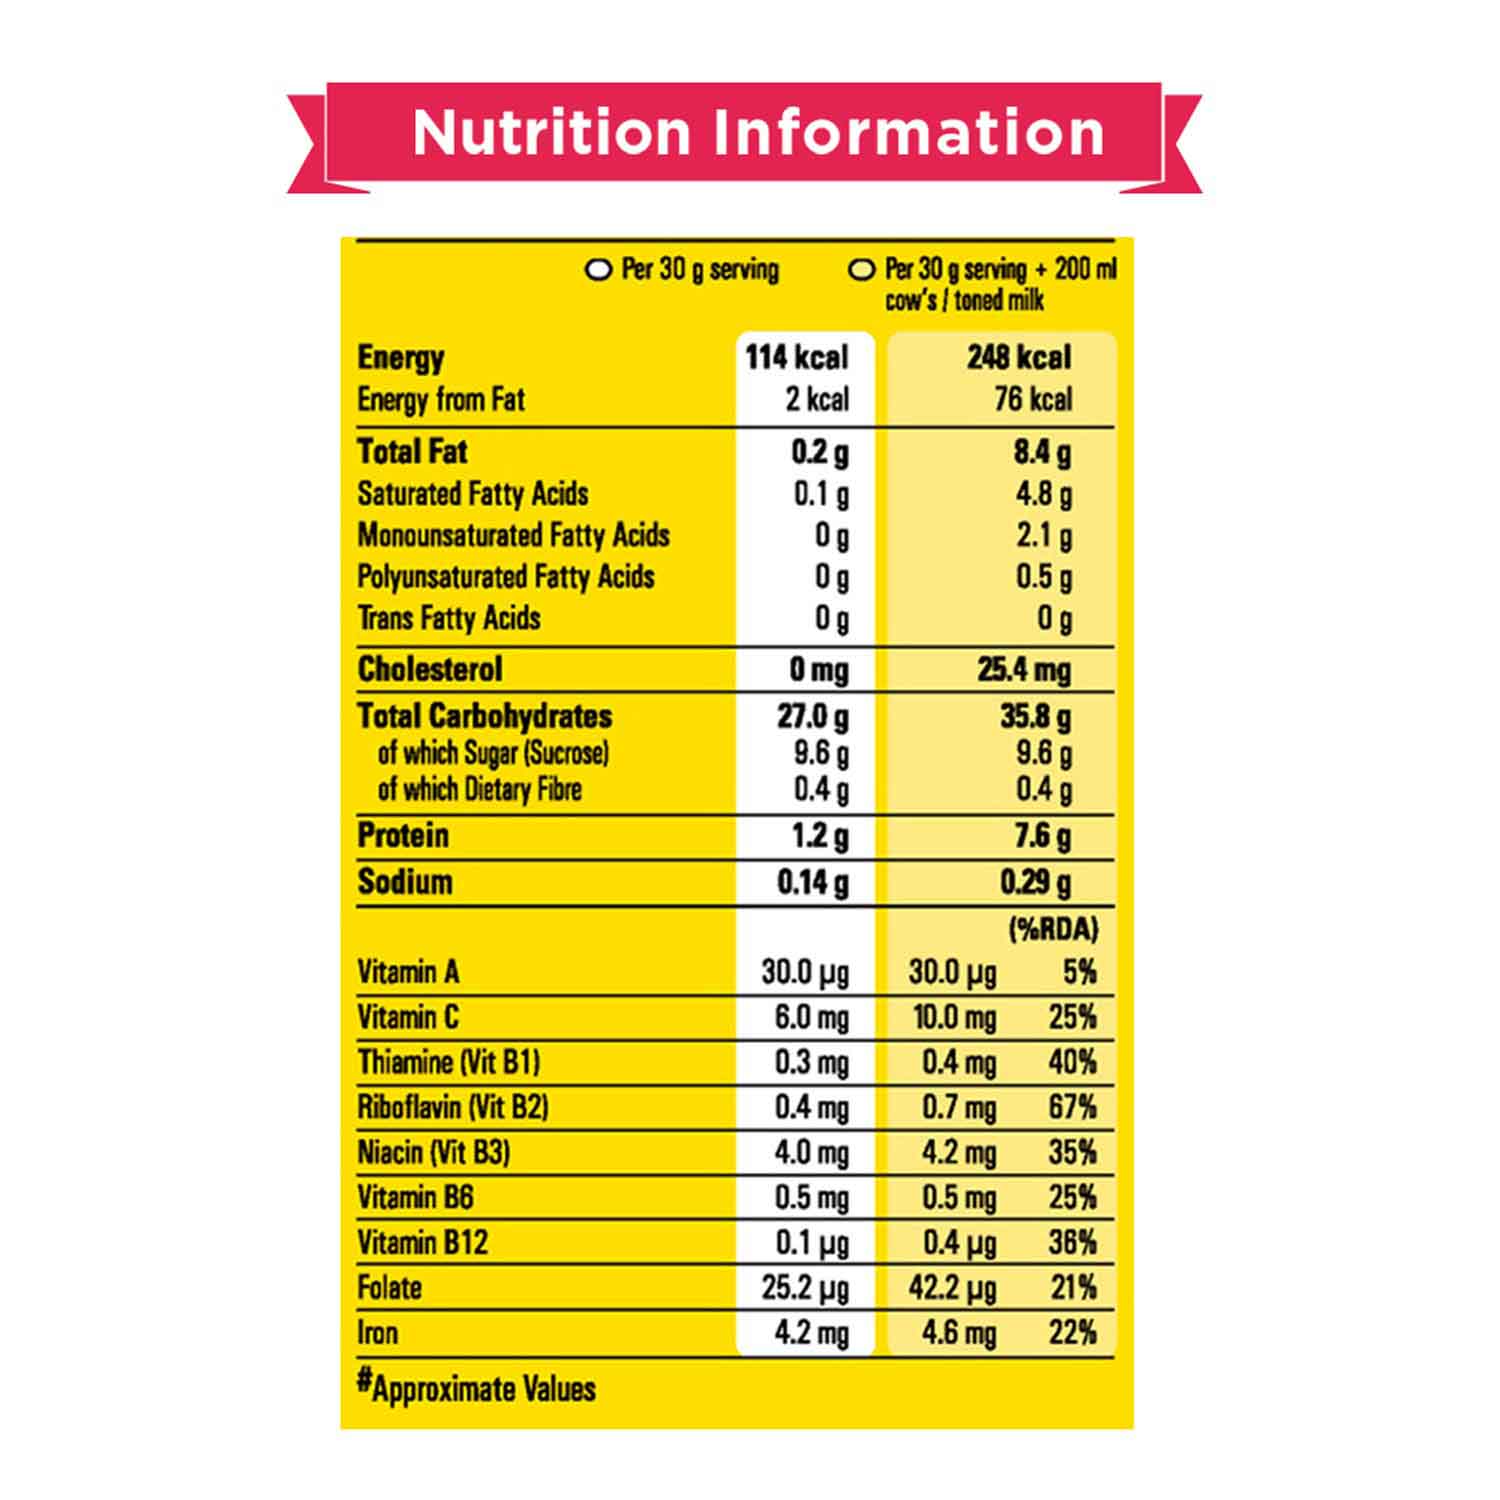 Nutrition Information
Per 30 g serving Per 30 g serving + 200 ml
cow's / toned milk
Energy 114 kcal 248 kcal
Energy from Fat 2 kcal 76 kcal
Total Fat 0.2 g 8.4 g
Saturated Fatty Acids 0.1 g 4.8 g
Monounsaturated Fatty Acids 0 g 2.1 g
Polyunsaturated Fatty Acids 0 g 0.5 g
Trans Fatty Acids 0 g 0 g
Cholesterol 0 mg 25.4 mg
Total Carbohydrates 27.0 g 35.8 g
of which Sugar (Sucrose) 9.6 g 9.6 g
of which Dietary Fibre 0.4 g 0.4 g
Protein 1.2 g 7.6 g
Sodium 0.14 g 0.29 g
(%RDA)
Vitamin A 30.0 µg 30.0 µg 5%
Vitamin C 6.0 mg 10.0 mg 25%
Thiamine (Vit B1) 0.3 mg 0.4 mg 40%
Riboflavin (Vit B2) 0.4 mg 0.7 mg 67%
Niacin (Vit B3) 4.0 mg 4.2 mg 35%
Vitamin B6 0.5 mg 0.5 mg 25%
Vitamin B12 0.1 µg 0.4 µg 36%
Folate 25.2 µg 42.2 µg 21%
Iron 4.2 mg 4.6 mg 22%
#Approximate Values